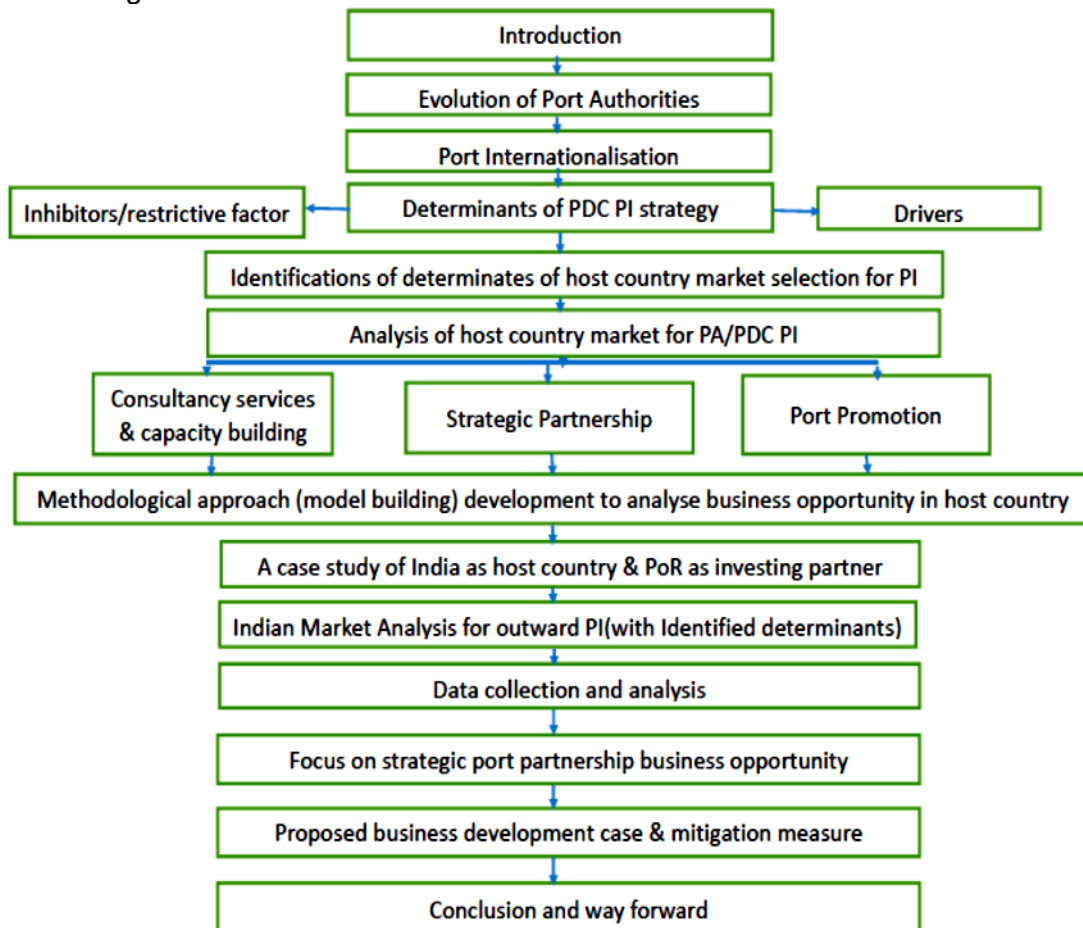 Introduction
Evolution of Port Authorities
Port Internationalisation
Inhibitors/restrictive factor
Determinants of PDC PI strategy
Drivers
Identifications of determinates of host country market selection for PI
Analysis of host country market for PA/PDC PI
Consultancy services
& capacity building
Strategic Partnership
Port Promotion
Methodological approach (model building) development to analyse business opportunity in host country
A case study of India as host country & PoR as investing partner
Indian Market Analysis for outward PI(with Identified determinants)
Data collection and analysis
Focus on strategic port partnership business opportunity
Proposed business development case & mitigation measure
Conclusion and way forward